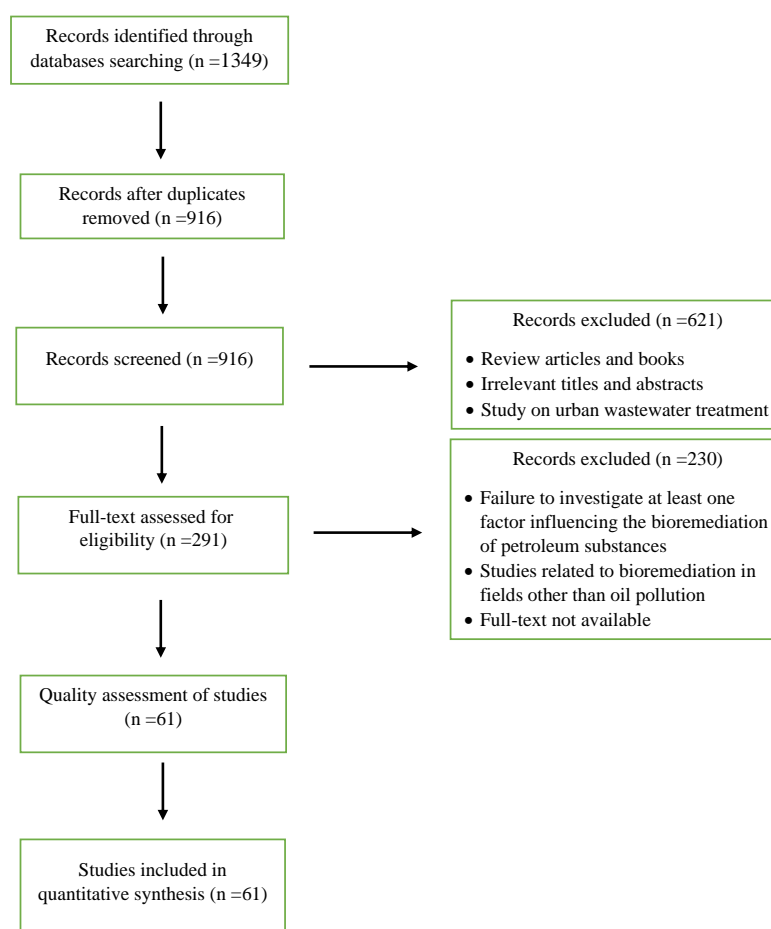 Records identified through
databases searching (n =1349)
Records after duplicates
removed (n =916)
Records screened (n =916)
Records excluded (n =621)
• Review articles and books
• Irrelevant titles and abstracts
• Study on urban wastewater treatment
Full-text assessed for
eligibility (n =291)
Records excluded (n =230)
• Failure to investigate at least one
factor influencing the bioremediation
of petroleum substances
• Studies related to bioremediation in
fields other than oil pollution
• Full-text not available
Quality assessment of studies
(n =61)
Studies included in
quantitative synthesis (n =61)